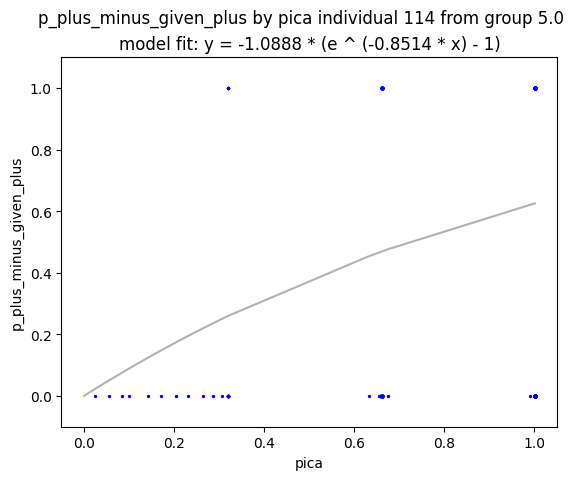 p_plus_minus_given_plus by pica individual 114 from group 5.0
model fit: y = -1.0888 * (e ^ (-0.8514 * x) - 1)
1.0
0.8
0.6
0.4
0.2
0.0
p_plus_minus_given_plus
0.0 0.2 0.4 0.6 0.8 1.0
pica